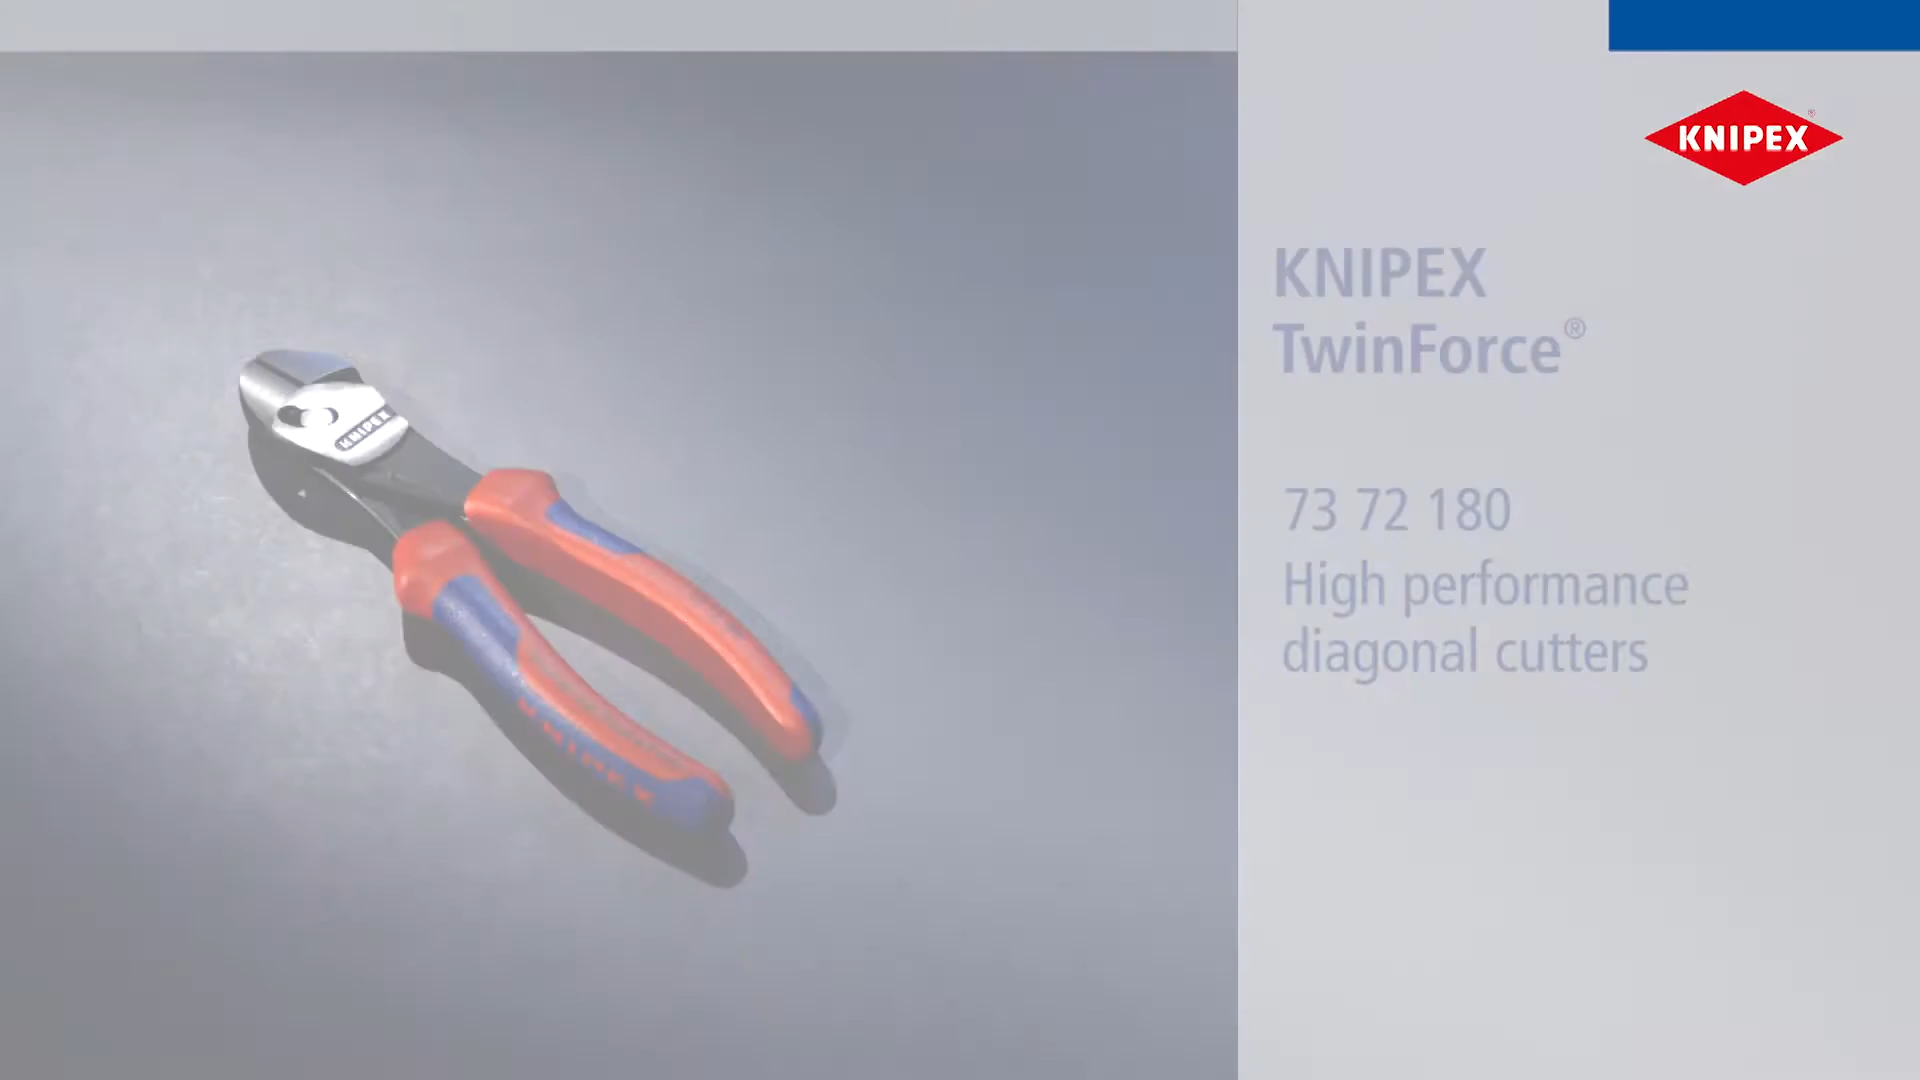 KNIPEX
KNIPEX
TwinForce®
73 72 180
High performance
diagonal cutters
KNIPEX
KNIPEX